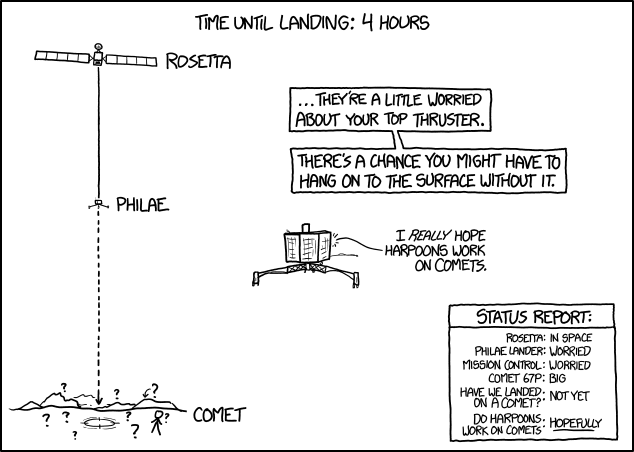 TIME UNTIL LANDING: 4 HOURS
ROSETTA
...THEY'RE A LITTLE WORRIED
ABOUT YOUR TOP THRUSTER.
THERE'S A CHANCE YOU MIGHT HAVE TO
HANG ON TO THE SURFACE WITHOUT IT.
PHILAE
I REALLY HOPE
HARPOONS WORK
ON COMETS.
STATUS REPORT:
ROSETTA: IN SPACE
PHILAE LANDER: WORRIED
MISSION CONTROL: WORRIED
COMET 67P: BIG
HAVE WE LANDED
ON A COMET?: NOT YET
DO HARPOONS
WORK ON COMETS: HOPEFULLY
? ? ?
COMET
? ? ? ? ?
?